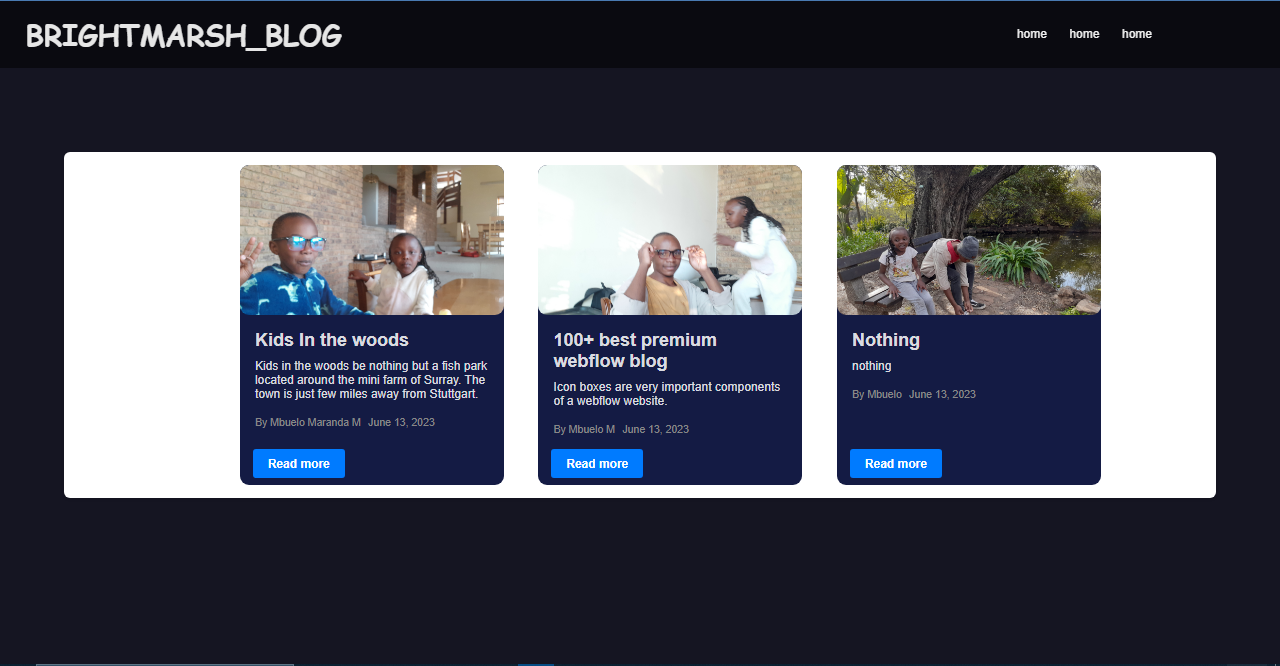 BRIGHTMARSH_BLOG
home home home
Kids In the woods
Kids in the woods be nothing but a fish park
located around the mini farm of Surray. The
town is just few miles away from Stuttgart.
By Mbuelo Maranda M June 13, 2023
Read more
100+ best premium
webflow blog
Icon boxes are very important components
of a webflow website.
By Mbuelo M June 13, 2023
Read more
Nothing
nothing
By Mbuelo June 13, 2023
Read more